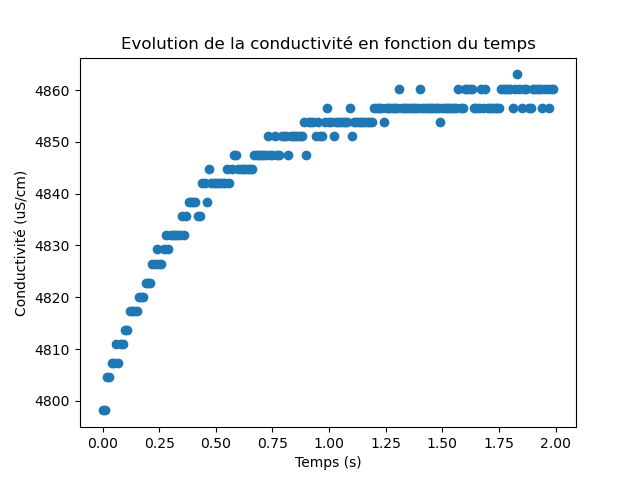 Evolution de la conductivité en fonction du temps
Conductivité (uS/cm)
4860
4850
4840
4830
4820
4810
4800
0.00 0.25 0.50 0.75 1.00 1.25 1.50 1.75 2.00
Temps (s)